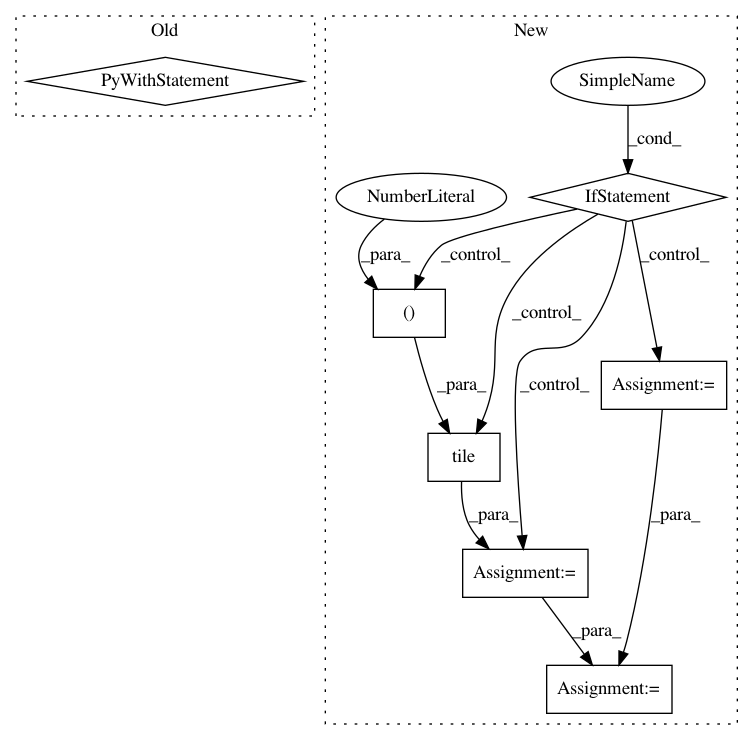 Old
New
PyWithStatement
SimpleName
_cond_
NumberLiteral
IfStatement
_para_
_control_
_control_
_control_
()
_control_
_para_
Assignment:=
tile
_para_
_para_
Assignment:=
_para_
Assignment:=